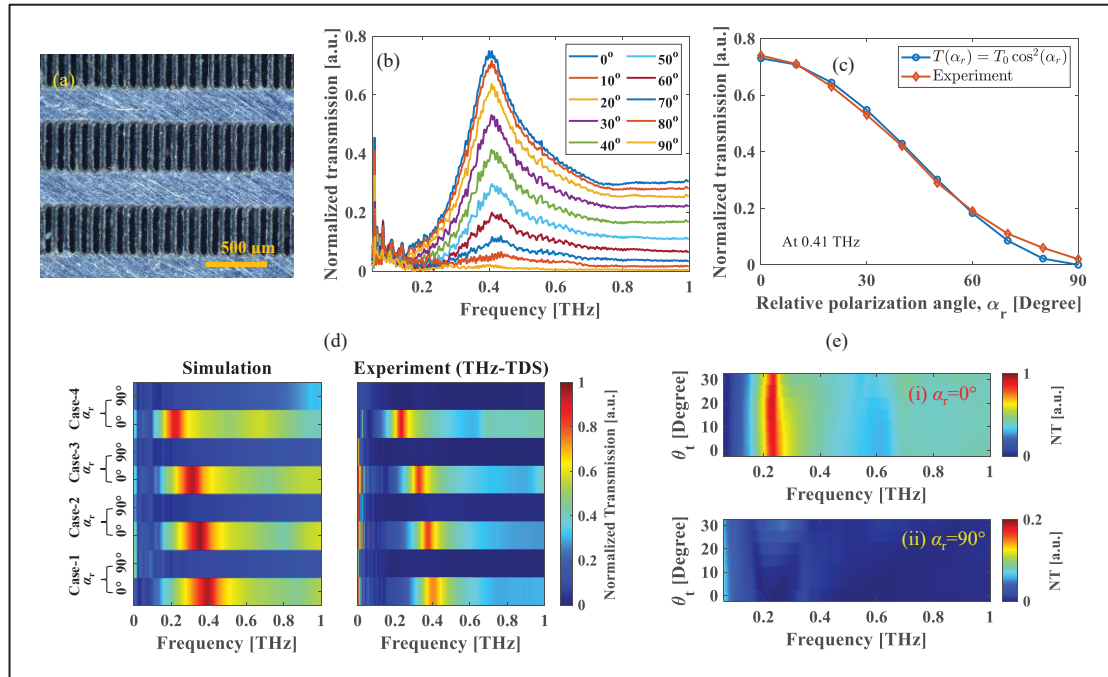 (a)
500 μm
(b)
Normalized transmission [a.u.]
0.8
0.6
0.4
0.2
0
0.2 0.4 0.6 0.8 1
Frequency [THz]
0° 50°
10° 60°
20° 70°
30° 80°
40° 90°
(c)
Normalized transmission [a.u.]
0.8
0.6
0.4
0.2
0
0 30 60 90
Relative polarization angle, αr [Degree]
T(αr) = T0 cos²(αr)
Experiment
At 0.41 THz
(d)
Simulation
Experiment (THz-TDS)
Case-4
αr
90°
0°
Case-3
αr
90°
0°
Case-2
αr
90°
0°
Case-1
αr
90°
0°
0 0.2 0.4 0.6 0.8 1
Frequency [THz]
0 0.2 0.4 0.6 0.8 1
Frequency [THz]
1
0.8
0.6
0.4
0.2
0
Normalized Transmission [a.u.]
(e)
(i) αr=0°
θt [Degree]
30
20
10
0
0.2 0.4 0.6 0.8 1
Frequency [THz]
1
0
NT [a.u.]
(ii) αr=90°
θt [Degree]
30
20
10
0
0.2 0.4 0.6 0.8 1
Frequency [THz]
0.2
0
NT [a.u.]